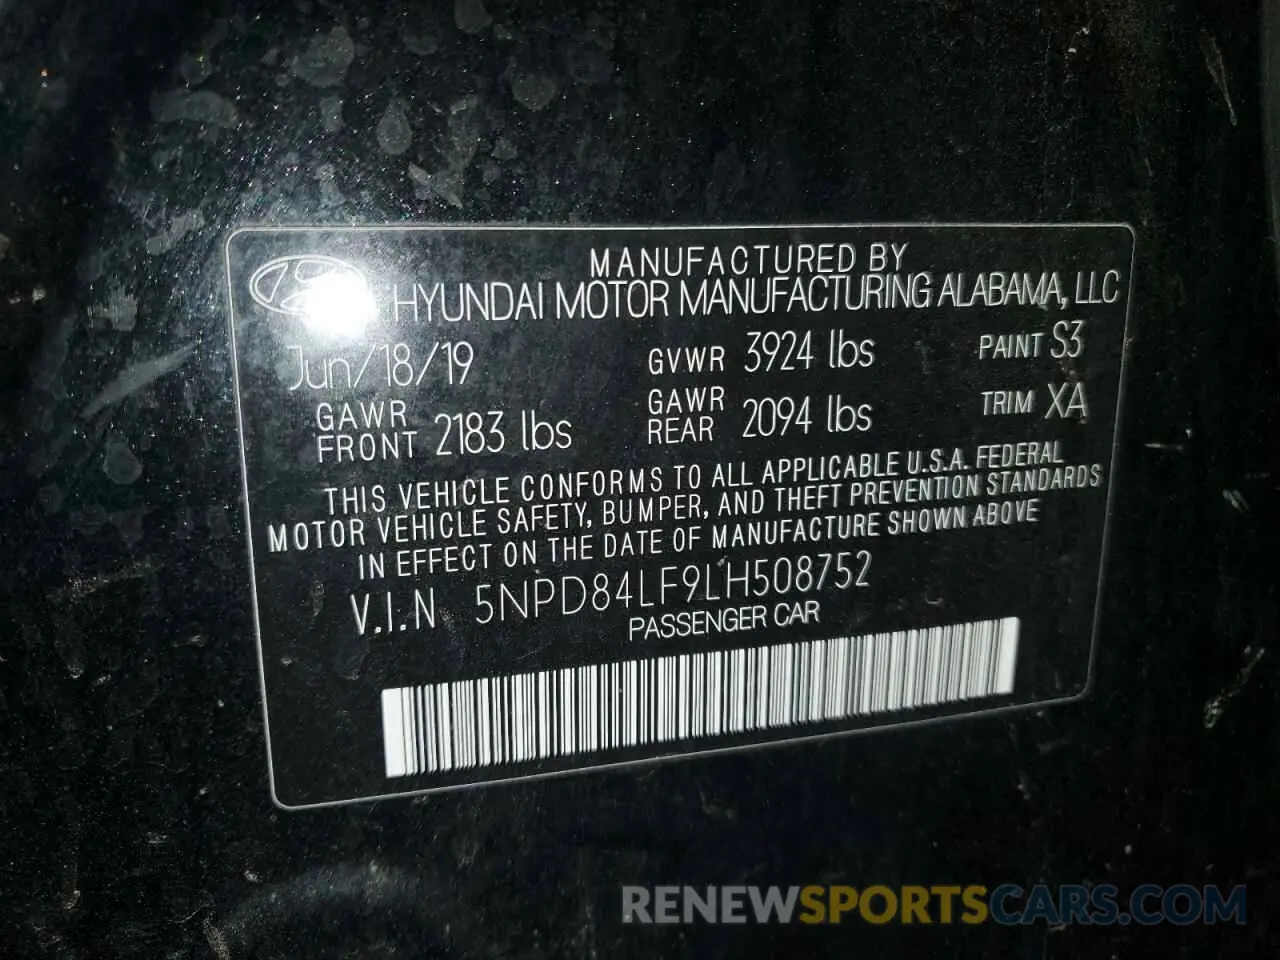 MANUFACTURED BY
HYUNDAI MOTOR MANUFACTURING ALABAMA, LLC
Jun/18/19 GVWR 3924 lbs PAINT S3
GAWR FRONT 2183 lbs GAWR REAR 2094 lbs TRIM XA
THIS VEHICLE CONFORMS TO ALL APPLICABLE U.S.A. FEDERAL
MOTOR VEHICLE SAFETY, BUMPER, AND THEFT PREVENTION STANDARDS
IN EFFECT ON THE DATE OF MANUFACTURE SHOWN ABOVE
V.I.N 5NPD84LF9LH508752
PASSENGER CAR
RENEWSPORTSCARS.COM